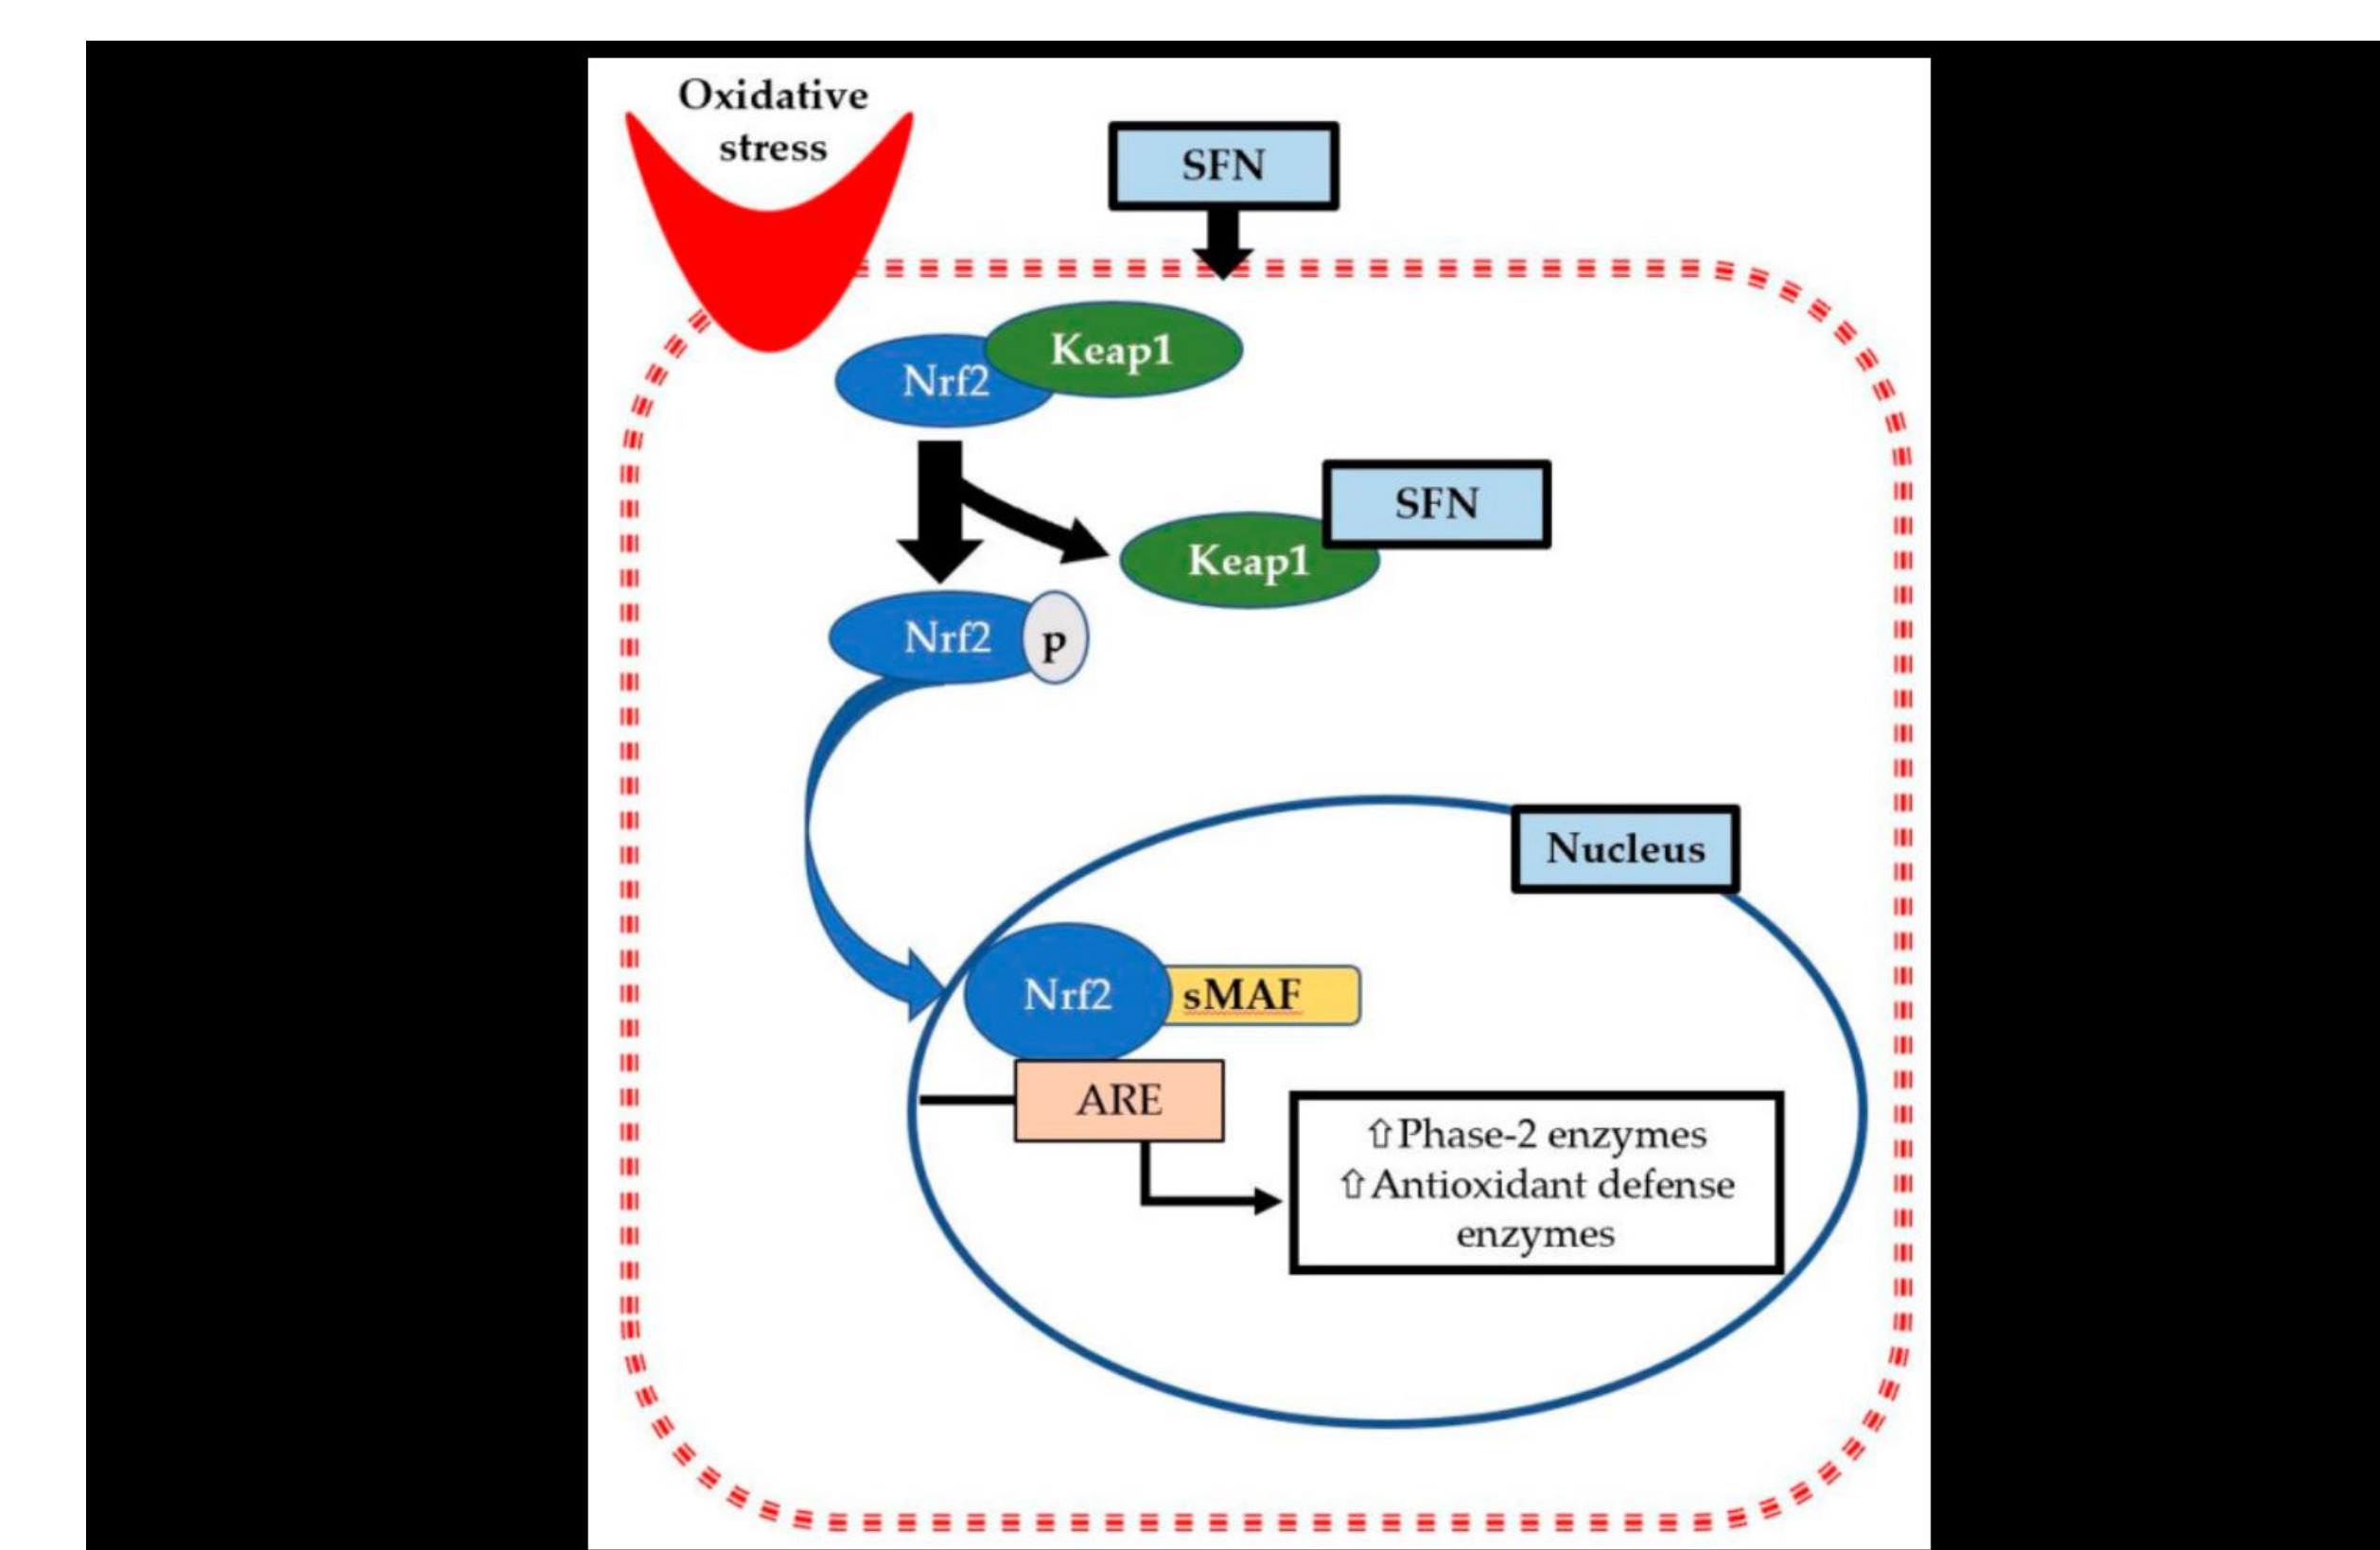 Oxidative
stress
SFN
Keap1
Nrf2
SFN
Keap1
Nrf2
p
Nucleus
Nrf2
sMAF
ARE
⇧Phase-2 enzymes
⇧Antioxidant defense
enzymes